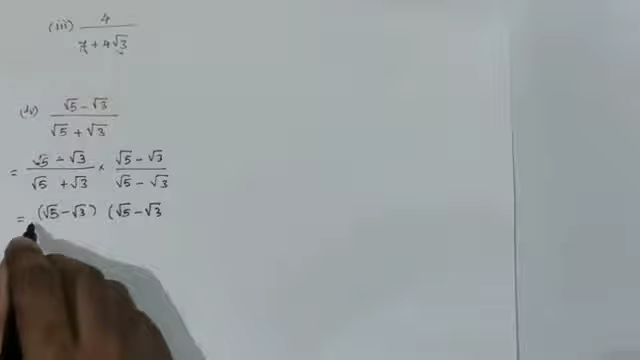 (iii) 4 / 7 + 4√3
(iv) √5 - √3 / √5 + √3
= √5 - √3 / √5 + √3 × √5 - √3 / √5 - √3
= (√5 - √3) (√5 - √3